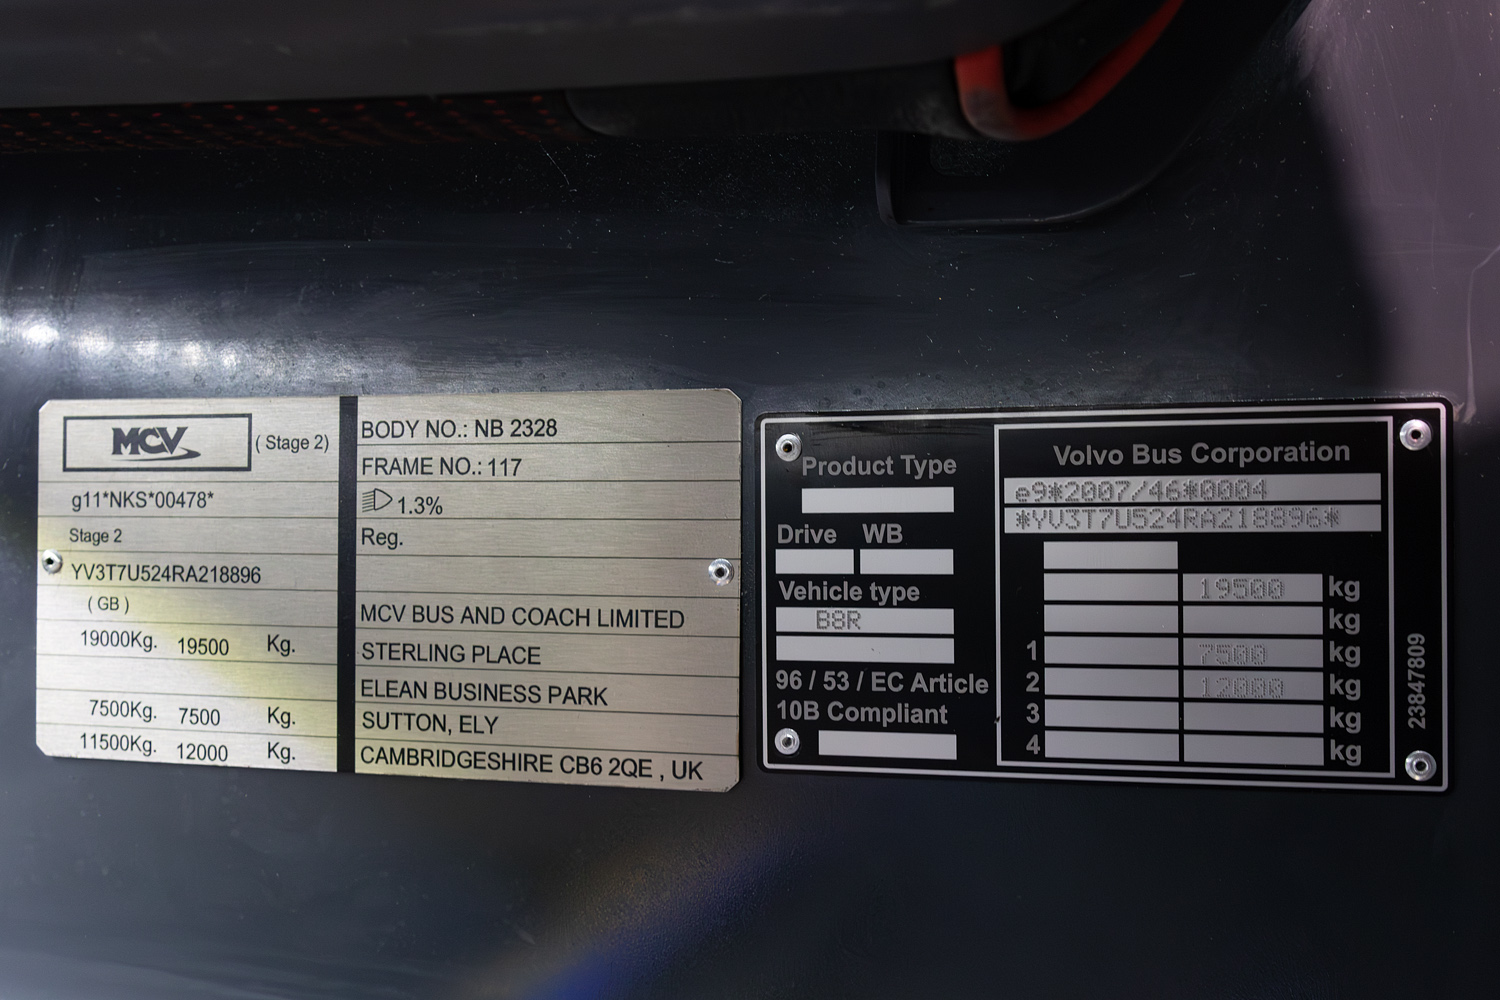 MCV
( Stage 2)
g11*NKS*00478*
Stage 2
YV3T7U524RA218896
( GB )
19000Kg. 19500 Kg.
7500Kg. 7500 Kg.
11500Kg. 12000 Kg.
BODY NO.: NB 2328
FRAME NO.: 117
1.3%
Reg.
MCV BUS AND COACH LIMITED
STERLING PLACE
ELEAN BUSINESS PARK
SUTTON, ELY
CAMBRIDGESHIRE CB6 2QE , UK
Product Type
Drive WB
Vehicle type
B8R
96 / 53 / EC Article
10B Compliant
Volvo Bus Corporation
e9*2007/46*0004
*YV3T7U524RA218896*
19500 kg
kg
1 7500 kg
2 12000 kg
3 kg
4 kg
23847809